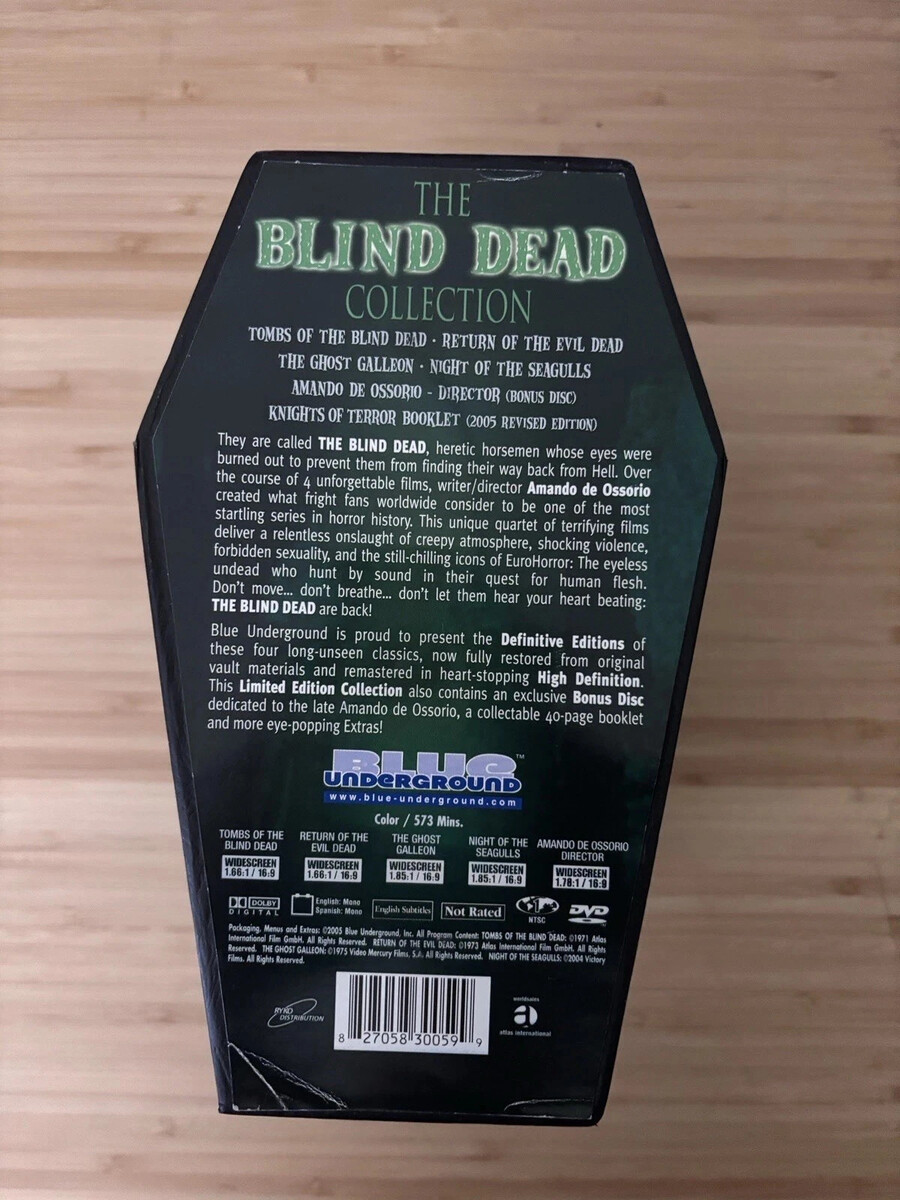 THE
BLIND DEAD
COLLECTION
TOMBS OF THE BLIND DEAD · RETURN OF THE EVIL DEAD
THE GHOST GALLEON · NIGHT OF THE SEAGULLS
AMANDO DE OSSORIO - DIRECTOR (BONUS DISC)
KNIGHTS OF TERROR BOOKLET (2005 REVISED EDITION)
They are called THE BLIND DEAD, heretic horsemen whose eyes were
burned out to prevent them from finding their way back from Hell. Over
the course of 4 unforgettable films, writer/director Amando de Ossorio
created what fright fans worldwide consider to be one of the most
startling series in horror history. This unique quartet of terrifying films
deliver a relentless onslaught of creepy atmosphere, shocking violence,
forbidden sexuality, and the still-chilling icons of EuroHorror: The eyeless
undead who hunt by sound in their quest for human flesh.
Don't move... don't breathe... don't let them hear your heart beating:
THE BLIND DEAD are back!
Blue Underground is proud to present the Definitive Editions of
these four long-unseen classics, now fully restored from original
vault materials and remastered in heart-stopping High Definition.
This Limited Edition Collection also contains an exclusive Bonus Disc
dedicated to the late Amando de Ossorio, a collectable 40-page booklet
and more eye-popping Extras!
BLUE ™
UNDERGROUND
www.blue-underground.com
Color / 573 Mins.
TOMBS OF THE
BLIND DEAD
WIDESCREEN
1.66:1 / 16:9
RETURN OF THE
EVIL DEAD
WIDESCREEN
1.66:1 / 16:9
THE GHOST
GALLEON
WIDESCREEN
1.85:1 / 16:9
NIGHT OF THE
SEAGULLS
WIDESCREEN
1.85:1 / 16:9
AMANDO DE OSSORIO
DIRECTOR
WIDESCREEN
1.78:1 / 16:9
DOLBY
DIGITAL
English: Mono
Spanish: Mono
English Subtitles
Not Rated
NTSC
DVD
Packaging, Menus and Extras: ©2005 Blue Underground, Inc. All Program Content: TOMBS OF THE BLIND DEAD: ©1971 Atlas
International Film GmbH. All Rights Reserved. RETURN OF THE EVIL DEAD: ©1973 Atlas International Film GmbH. All Rights
Reserved. THE GHOST GALLEON: ©1975 Video Mercury Films, S.A. All Rights Reserved. NIGHT OF THE SEAGULLS: ©2004 Victory
Films. All Rights Reserved.
RYKO
DISTRIBUTION
8 27058 30059 9
worldsales
a
atlas international